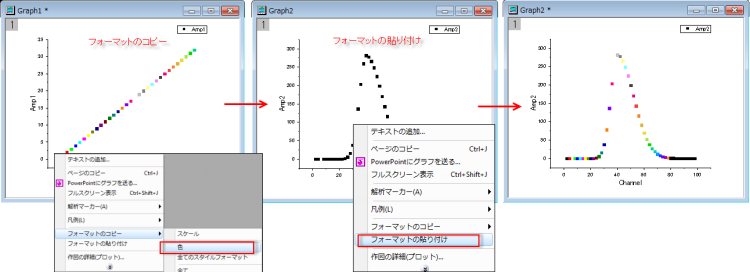 Graph1 *
1
フォーマットのコピー
Amp1
35
30
25
20
15
10
5
0
Amp1
テキストの追加...
ページのコピー Ctrl+J
PowerPointにグラフを送る...
フルスクリーン表示 Ctrl+Shift+J
解析マーカー(A)
凡例(L)
フォーマットのコピー
フォーマットの貼り付け
作図の詳細(プロット)...
スケール
色
全てのスタイルフォーマット
全て
Graph2 *
1
フォーマットの貼り付け
Amp2
300
250
200
150
100
50
0
Amp2
0
20
テキストの追加...
ページのコピー Ctrl+J
PowerPointにグラフを送る...
フルスクリーン表示 Ctrl+Shift+J
解析マーカー(A)
凡例(L)
フォーマットのコピー
フォーマットの貼り付け
作図の詳細(プロット)...
Graph2 *
1
Amp2
300
250
200
150
100
50
0
Amp2
0 20 40 60 80 100
Channel